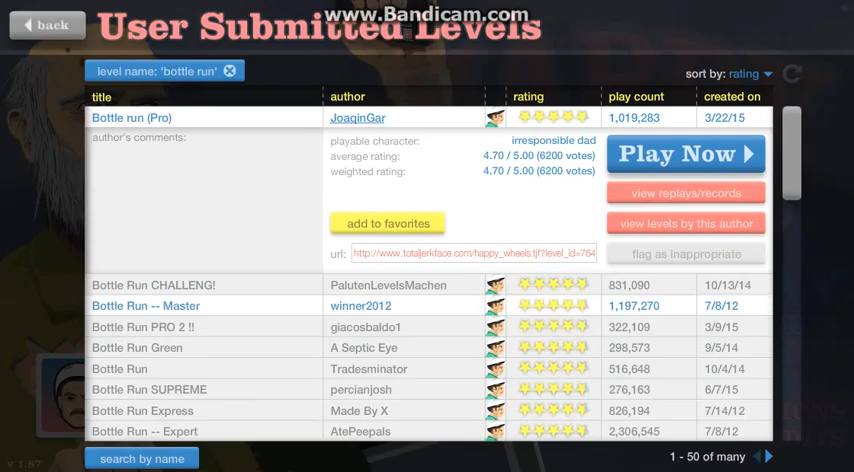 www.Bandicam.com
back
User Submitted Levels
level name: 'bottle run'
sort by: rating
title author rating play count created on
Bottle run (Pro) JoaqinGar 1,019,283 3/22/15
author's comments:
playable character: irresponsible dad
average rating: 4.70 / 5.00 (6200 votes)
weighted rating: 4.70 / 5.00 (6200 votes)
Play Now
view replays/records
add to favorites
view levels by this author
url: http://www.totaljerkface.com/happy_wheels.tjf?level_id=764
flag as inappropriate
Bottle Run CHALLENG! PalutenLevelsMachen 831,090 10/13/14
Bottle Run -- Master winner2012 1,197,270 7/8/12
Bottle Run PRO 2 !! giacosbaldo1 322,109 3/9/15
Bottle Run Green A Septic Eye 298,573 9/5/14
Bottle Run Tradesminator 516,648 10/4/14
Bottle Run SUPREME percianjosh 276,163 6/7/15
Bottle Run Express Made By X 826,194 7/14/12
Bottle Run -- Expert AtePeepals 2,306,545 7/8/12
search by name
1 - 50 of many
v 1.87